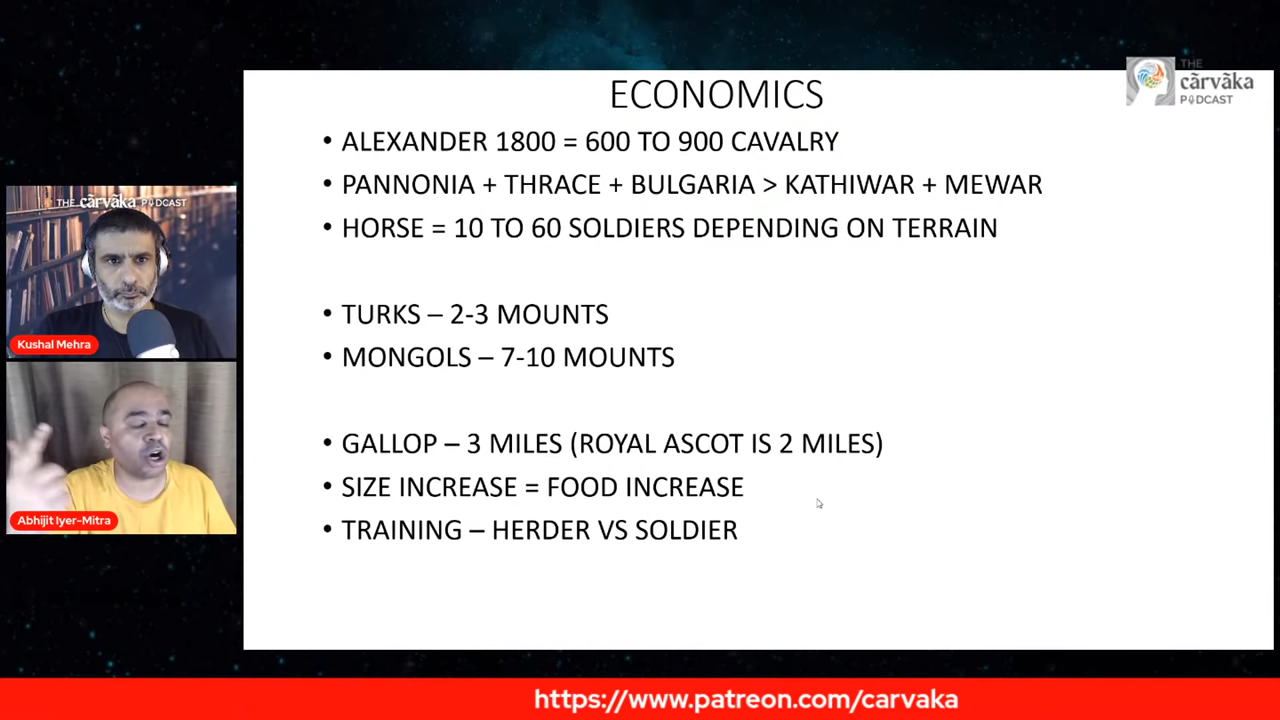 ECONOMICS
• ALEXANDER 1800 = 600 TO 900 CAVALRY
• PANNONIA + THRACE + BULGARIA > KATHIWAR + MEWAR
• HORSE = 10 TO 60 SOLDIERS DEPENDING ON TERRAIN
• TURKS – 2-3 MOUNTS
• MONGOLS – 7-10 MOUNTS
• GALLOP – 3 MILES (ROYAL ASCOT IS 2 MILES)
• SIZE INCREASE = FOOD INCREASE
• TRAINING – HERDER VS SOLDIER
THE
cārvāka
PODCAST
THE cārvāka PODCAST
Kushal Mehra
Abhijit Iyer-Mitra
https://www.patreon.com/carvaka